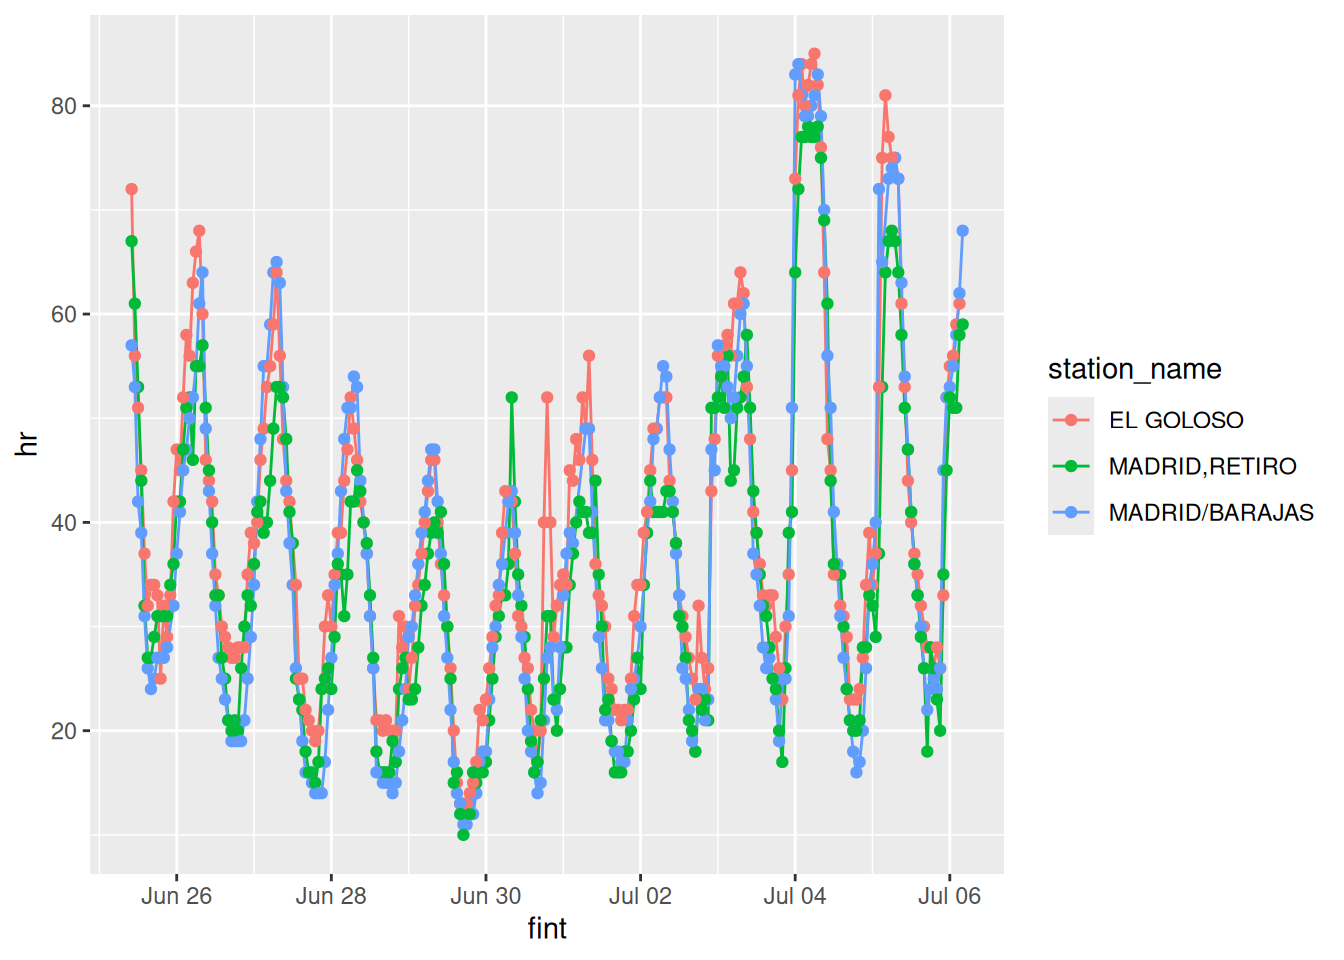 80
60
40
20
hr
Jun 26
Jun 28
Jun 30
Jul 02
Jul 04
Jul 06
fint
station_name
EL GOLOSO
MADRID,RETIRO
MADRID/BARAJAS